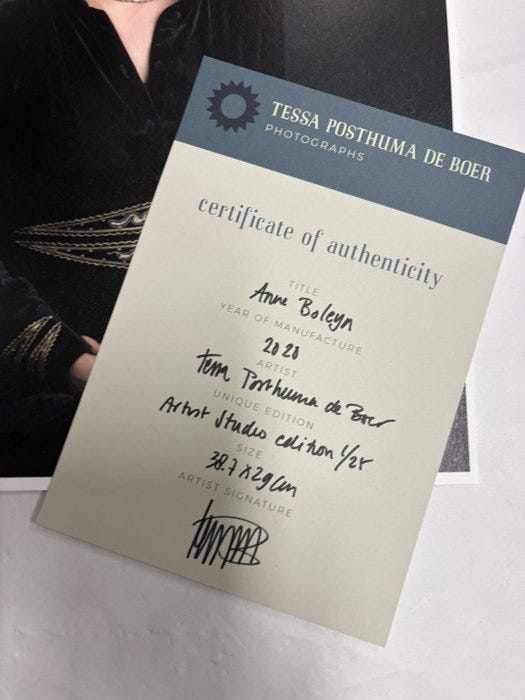 TESSA POSTHUMA DE BOER
PHOTOGRAPHS
certificate of authenticity
TITLE
Anne Boleyn
YEAR OF MANUFACTURE
2020
ARTIST
Tessa Posthuma de Boer
UNIQUE EDITION
Artist Studio edition 1/25
SIZE
38.7 x 29 cm
ARTIST SIGNATURE